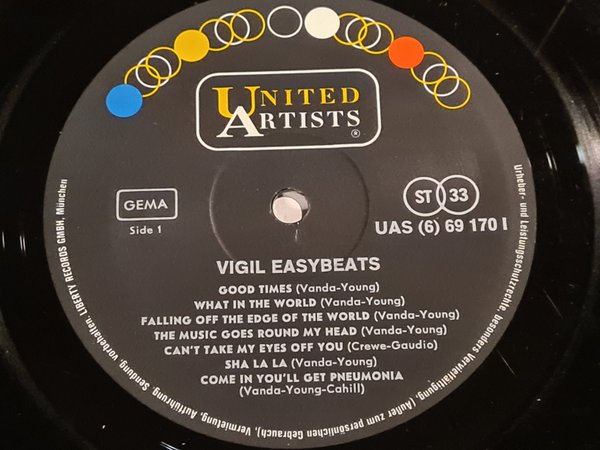 UNITED
ARTISTS
®
GEMA
Side 1
ST 33
UAS (6) 69 170 I
VIGIL EASYBEATS
GOOD TIMES (Vanda-Young)
WHAT IN THE WORLD (Vanda-Young)
FALLING OFF THE EDGE OF THE WORLD (Vanda-Young)
THE MUSIC GOES ROUND MY HEAD (Vanda-Young)
CAN'T TAKE MY EYES OFF YOU (Crewe-Gaudio)
SHA LA LA (Vanda-Young)
COME IN YOU'LL GET PNEUMONIA
(Vanda-Young-Cahill)
Urheber- und Leistungsschutzrechte, besonders Vervielfältigung, (Außer zum persönlichen Gebrauch), Vermietung, Aufführung, Sendung, vorbehalten. LIBERTY RECORDS GMBH, München